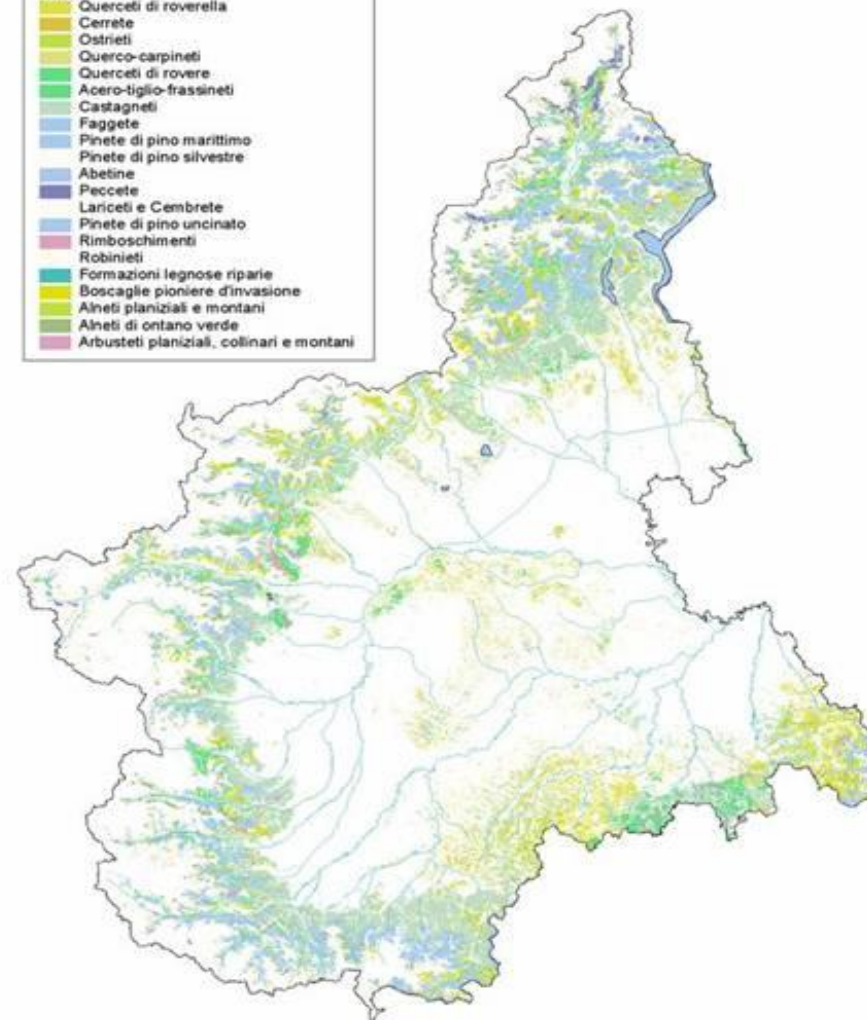 Querceti di roverella
Cerrete
Ostrieti
Querco-carpineti
Querceti di rovere
Acero-tiglio-frassineti
Castagneti
Faggete
Pinete di pino marittimo
Pinete di pino silvestre
Abetine
Peccete
Lariceti e Cembrete
Pinete di pino uncinato
Rimboschimenti
Robinieti
Formazioni legnose riparie
Boscaglie pioniere d'invasione
Alneti planiziali e montani
Alneti di ontano verde
Arbusteti planiziali, collinari e montani